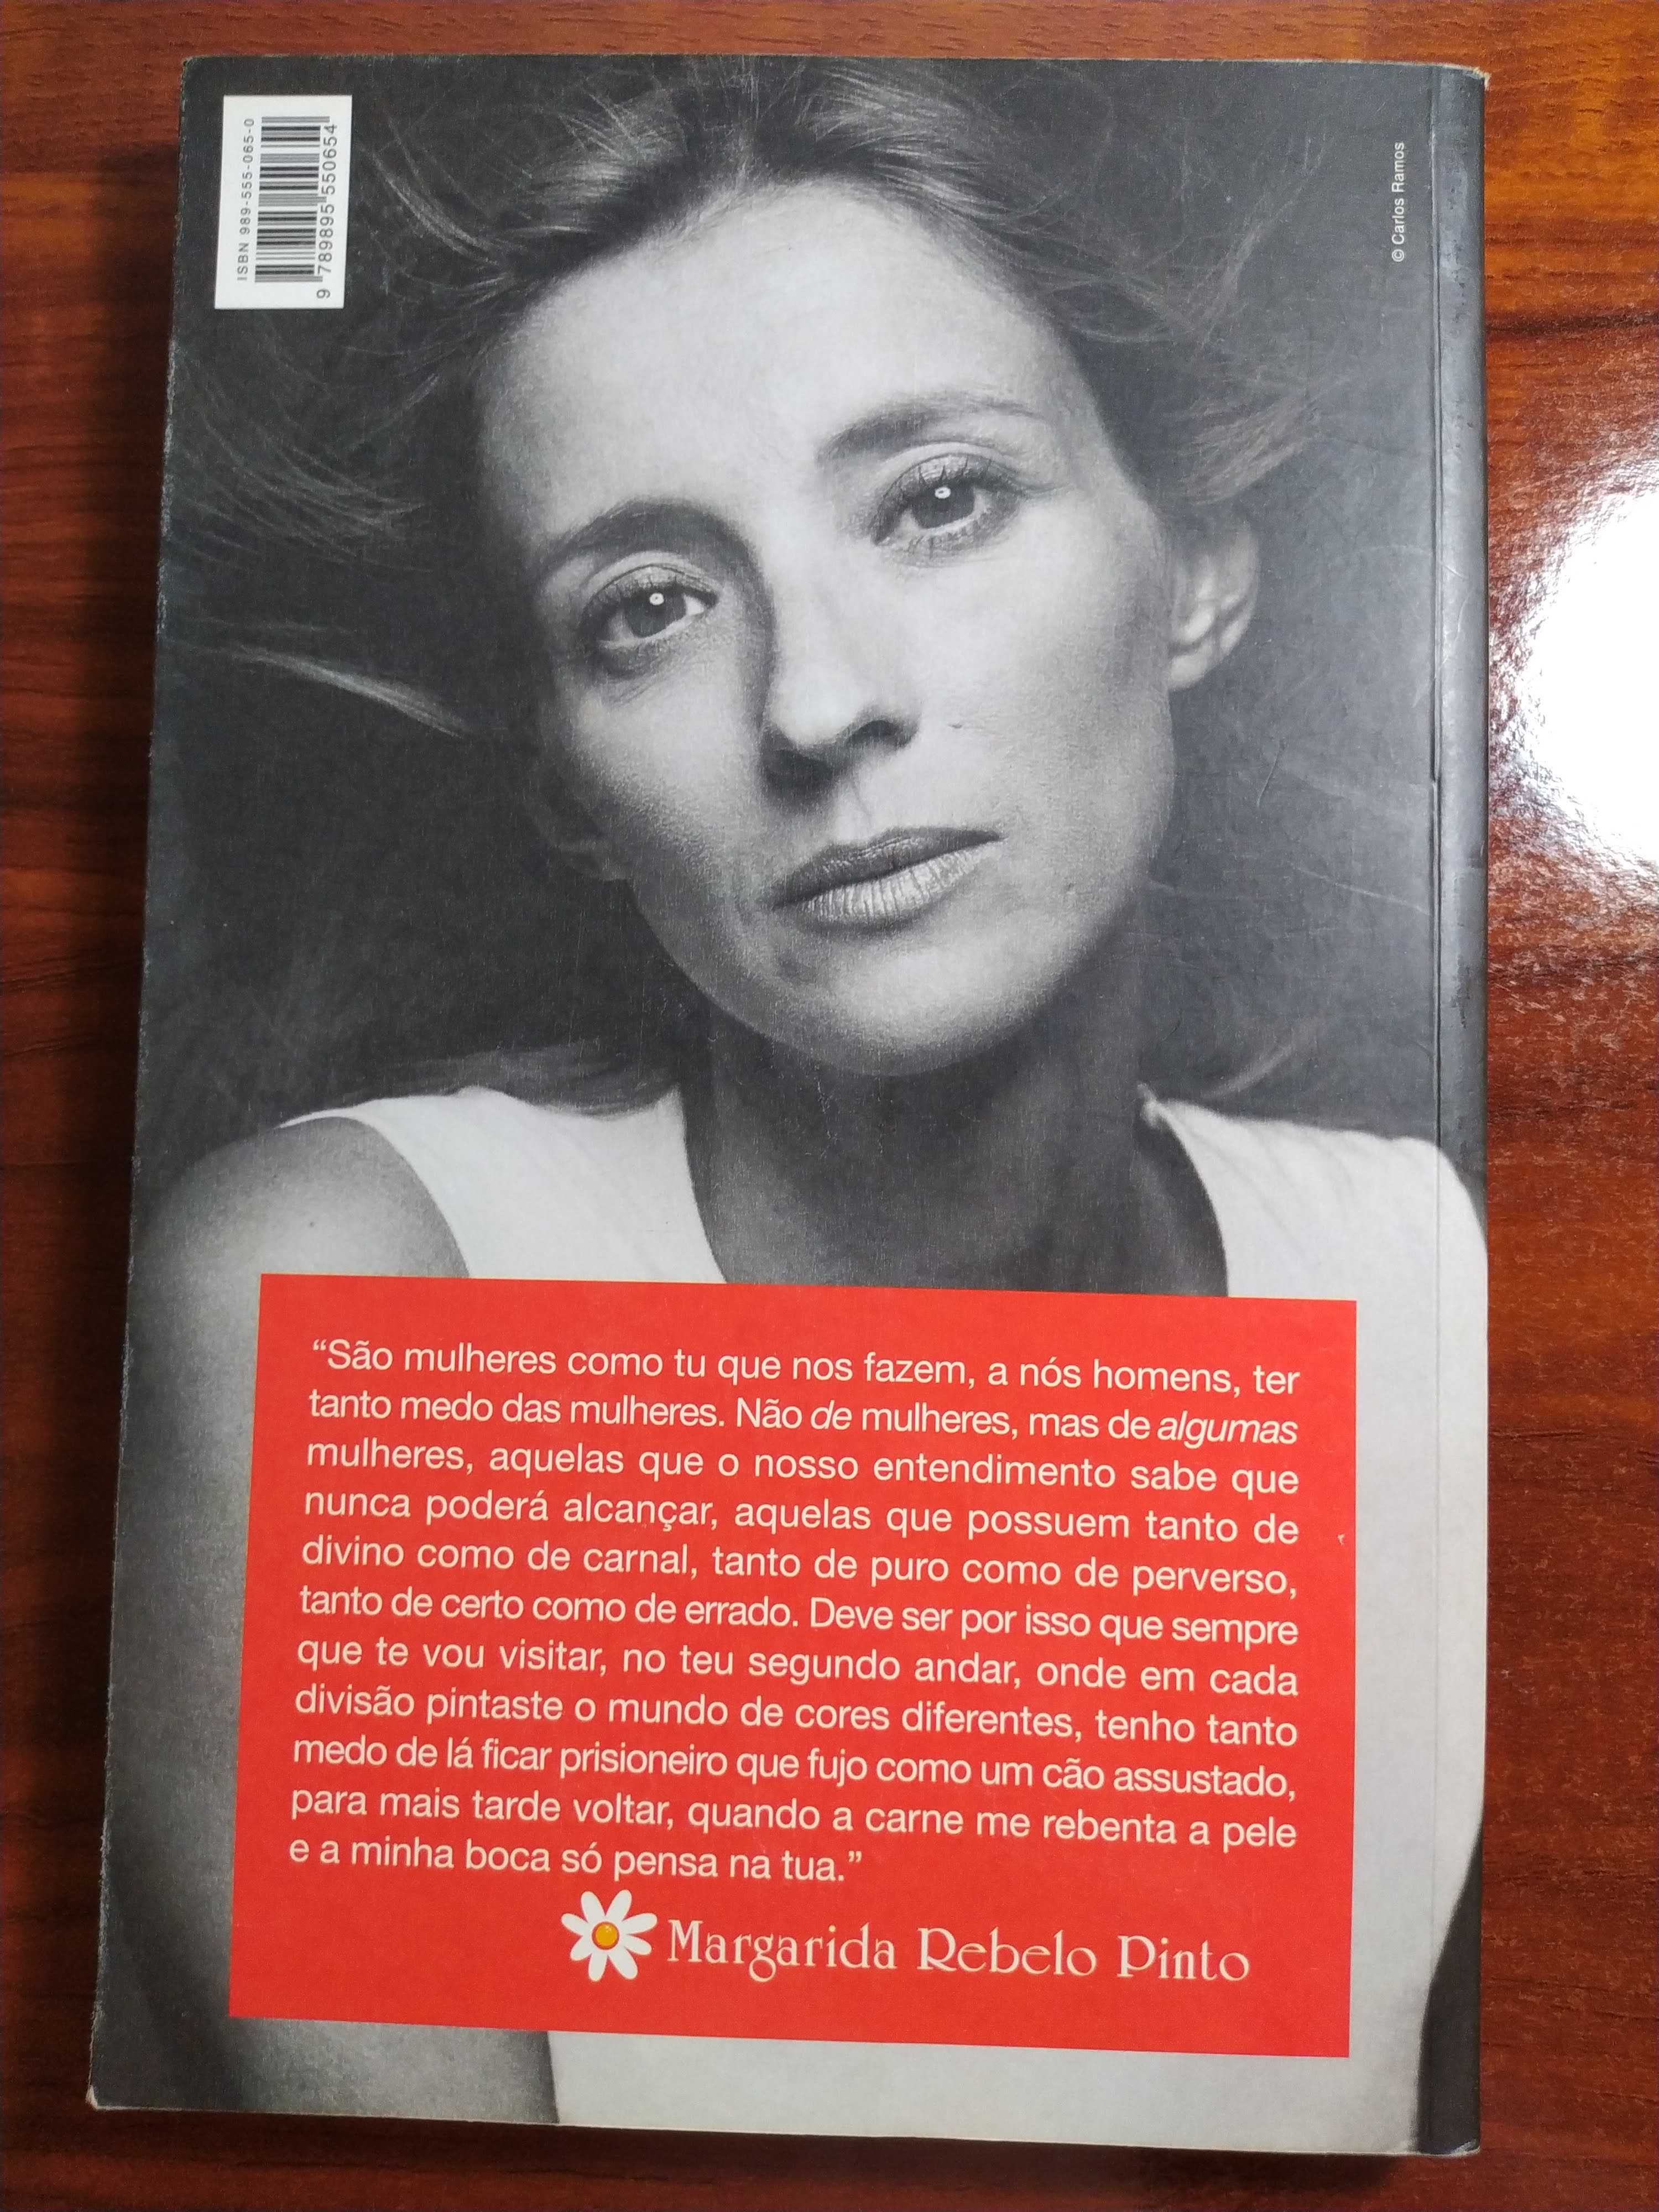 ISBN 989-555-065-0
9 789895 550654
© Carlos Ramos
“São mulheres como tu que nos fazem, a nós homens, ter
tanto medo das mulheres. Não de mulheres, mas de algumas
mulheres, aquelas que o nosso entendimento sabe que
nunca poderá alcançar, aquelas que possuem tanto de
divino como de carnal, tanto de puro como de perverso,
tanto de certo como de errado. Deve ser por isso que sempre
que te vou visitar, no teu segundo andar, onde em cada
divisão pintaste o mundo de cores diferentes, tenho tanto
medo de lá ficar prisioneiro que fujo como um cão assustado,
para mais tarde voltar, quando a carne me rebenta a pele
e a minha boca só pensa na tua.”
Margarida Rebelo Pinto